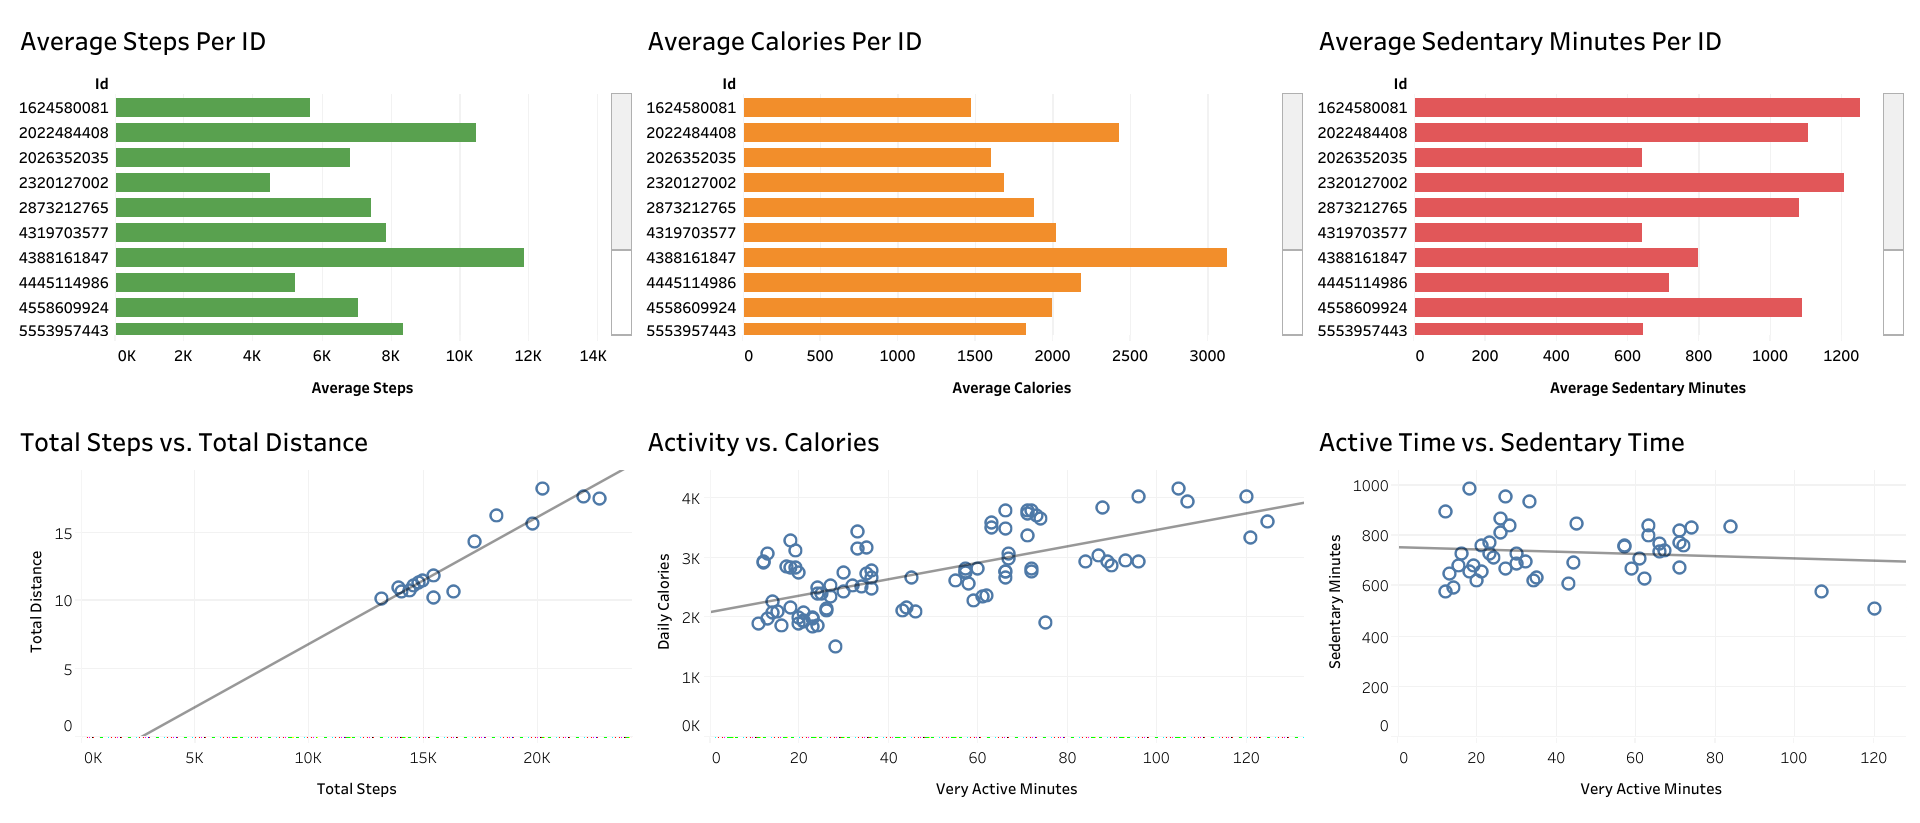 Average Steps Per ID
Id
1624580081
2022484408
2026352035
2320127002
2873212765
4319703577
4388161847
4445114986
4558609924
5553957443
0K 2K 4K 6K 8K 10K 12K 14K
Average Steps
Average Calories Per ID
Id
1624580081
2022484408
2026352035
2320127002
2873212765
4319703577
4388161847
4445114986
4558609924
5553957443
0 500 1000 1500 2000 2500 3000
Average Calories
Average Sedentary Minutes Per ID
Id
1624580081
2022484408
2026352035
2320127002
2873212765
4319703577
4388161847
4445114986
4558609924
5553957443
0 200 400 600 800 1000 1200
Average Sedentary Minutes
Total Steps vs. Total Distance
Total Distance
15
10
5
0
0K 5K 10K 15K 20K
Total Steps
Activity vs. Calories
Daily Calories
4K
3K
2K
1K
0K
0 20 40 60 80 100 120
Very Active Minutes
Active Time vs. Sedentary Time
Sedentary Minutes
1000
800
600
400
200
0
0 20 40 60 80 100 120
Very Active Minutes